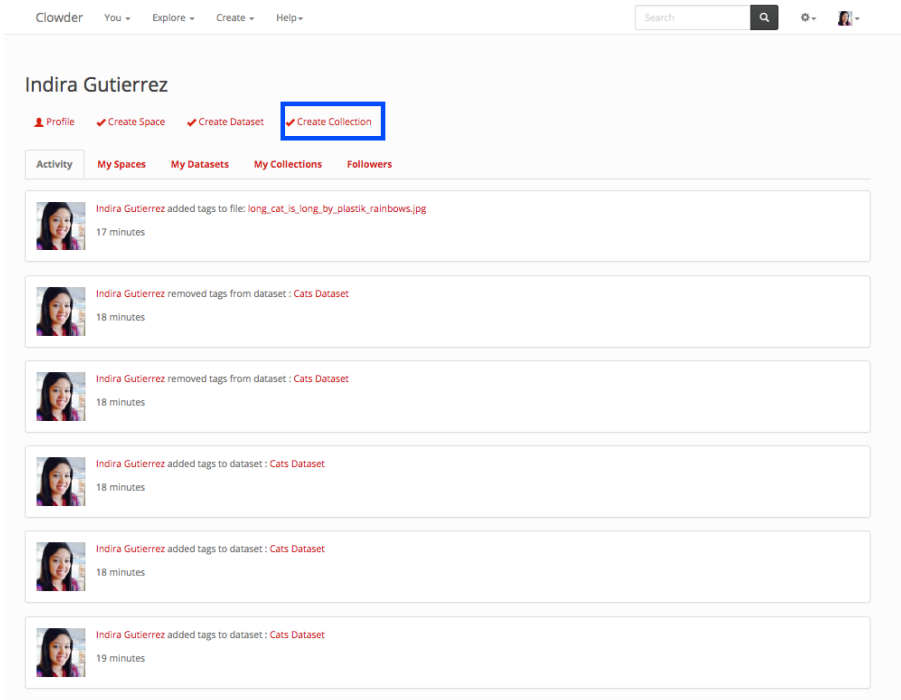 Clowder You Explore Create Help Search
Indira Gutierrez
Profile Create Space Create Dataset Create Collection
Activity My Spaces My Datasets My Collections Followers
Indira Gutierrez added tags to file: long_cat_is_long_by_plastik_rainbows.jpg
17 minutes
Indira Gutierrez removed tags from dataset : Cats Dataset
18 minutes
Indira Gutierrez removed tags from dataset : Cats Dataset
18 minutes
Indira Gutierrez added tags to dataset : Cats Dataset
18 minutes
Indira Gutierrez added tags to dataset : Cats Dataset
18 minutes
Indira Gutierrez added tags to dataset : Cats Dataset
19 minutes